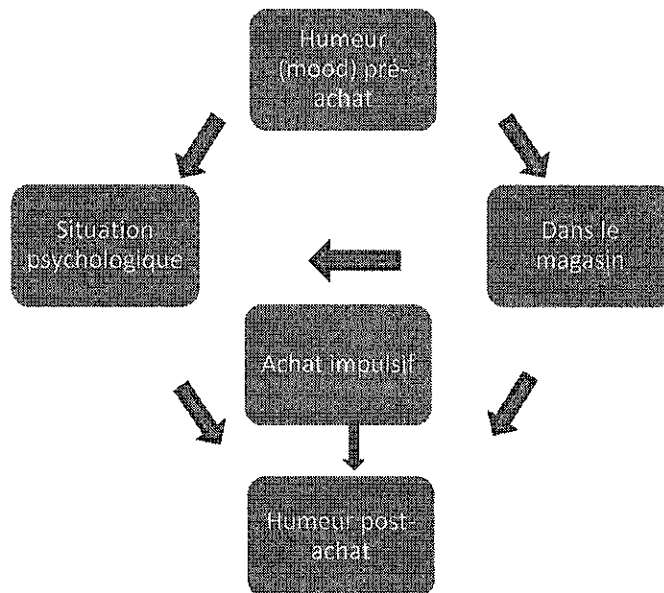 Humeur
(mood) pré-
achat
Situation
psychologique
Dans le
magasin
Achat impulsif
Humeur post-
achat